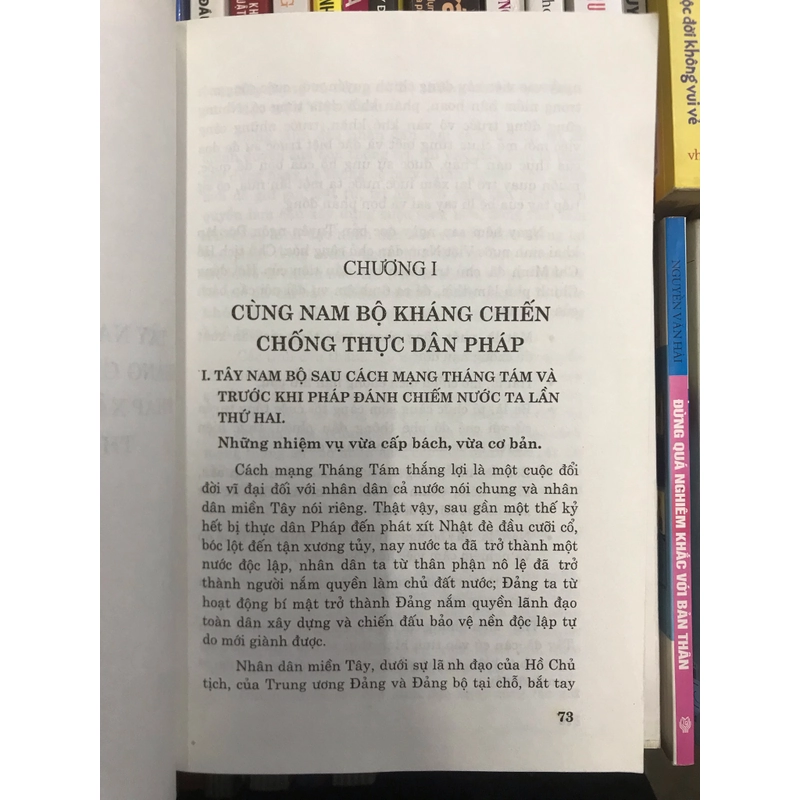 CHƯƠNG I
CÙNG NAM BỘ KHÁNG CHIẾN
CHỐNG THỰC DÂN PHÁP
I. TÂY NAM BỘ SAU CÁCH MẠNG THÁNG TÁM VÀ
TRƯỚC KHI PHÁP ĐÁNH CHIẾM NƯỚC TA LẦN
THỨ HAI.
Những nhiệm vụ vừa cấp bách, vừa cơ bản.
Cách mạng Tháng Tám thắng lợi là một cuộc đổi
đời vĩ đại đối với nhân dân cả nước nói chung và nhân
dân miền Tây nói riêng. Thật vậy, sau gần một thế kỷ
hết bị thực dân Pháp đến phát xít Nhật đè đầu cưỡi cổ,
bóc lột đến tận xương tủy, nay nước ta đã trở thành một
nước độc lập, nhân dân ta từ thân phận nô lệ đã trở
thành người nắm quyền làm chủ đất nước; Đảng ta từ
hoạt động bí mật trở thành Đảng nắm quyền lãnh đạo
toàn dân xây dựng và chiến đấu bảo vệ nền độc lập tự
do mới giành được.
Nhân dân miền Tây, dưới sự lãnh đạo của Hồ Chủ
tịch, của Trung ương Đảng và Đảng bộ tại chỗ, bắt tay
73
ộc đời không vui vẻ
vh
NGUYỄN VĂN HẢI
ĐỪNG QUÁ NGHIÊM KHẮC VỚI BẢN THÂN